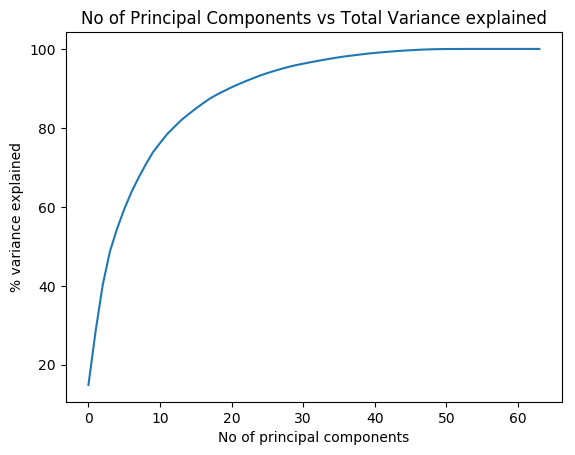 No of Principal Components vs Total Variance explained
100
80
60
40
20
% variance explained
0 10 20 30 40 50 60
No of principal components